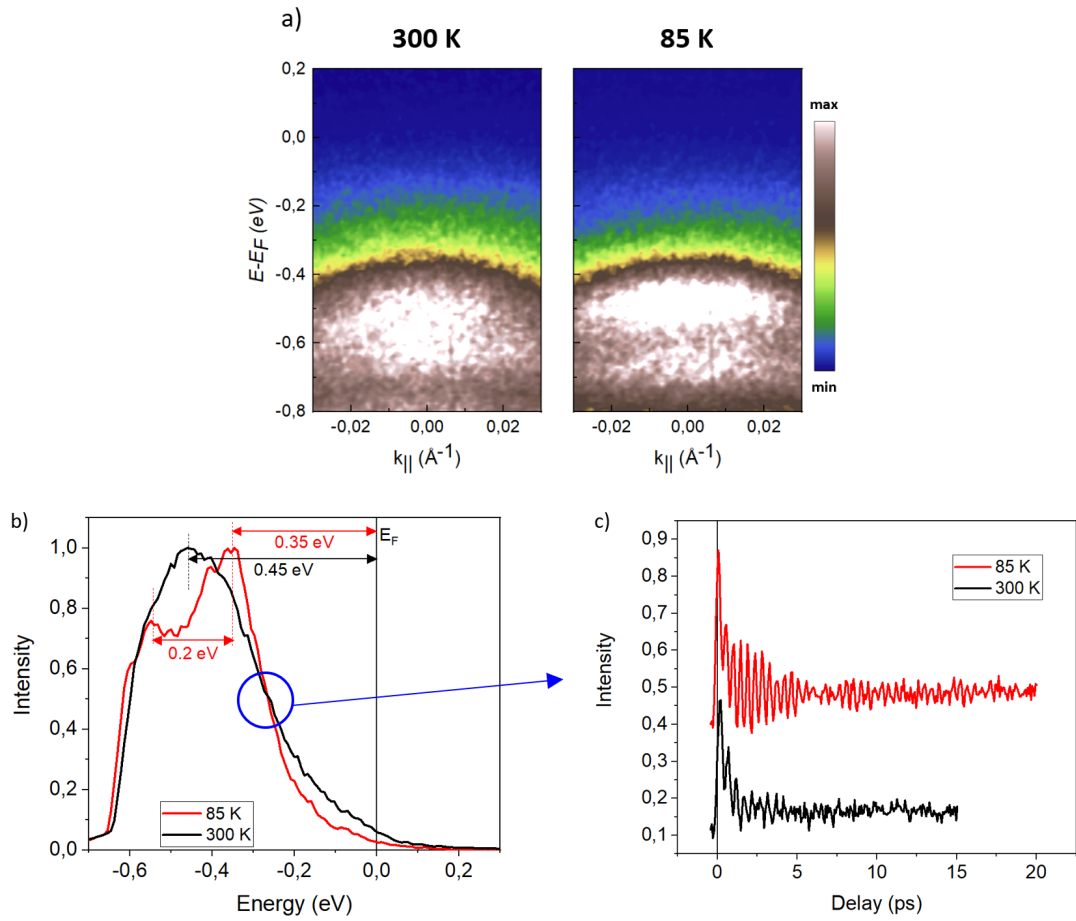 a)
300 K
85 K
0,2
0,0
-0,2
-0,4
-0,6
-0,8
E-E_F (eV)
-0,02
0,00
0,02
k_|| (Å^-1)
-0,02
0,00
0,02
k_|| (Å^-1)
max
min
b)
1,0
0,8
0,6
0,4
0,2
0,0
Intensity
0.35 eV
E_F
0.45 eV
0.2 eV
85 K
300 K
-0,6
-0,4
-0,2
0,0
0,2
Energy (eV)
c)
0,9
0,8
0,7
0,6
0,5
0,4
0,3
0,2
0,1
Intensity
85 K
300 K
0
5
10
15
20
Delay (ps)